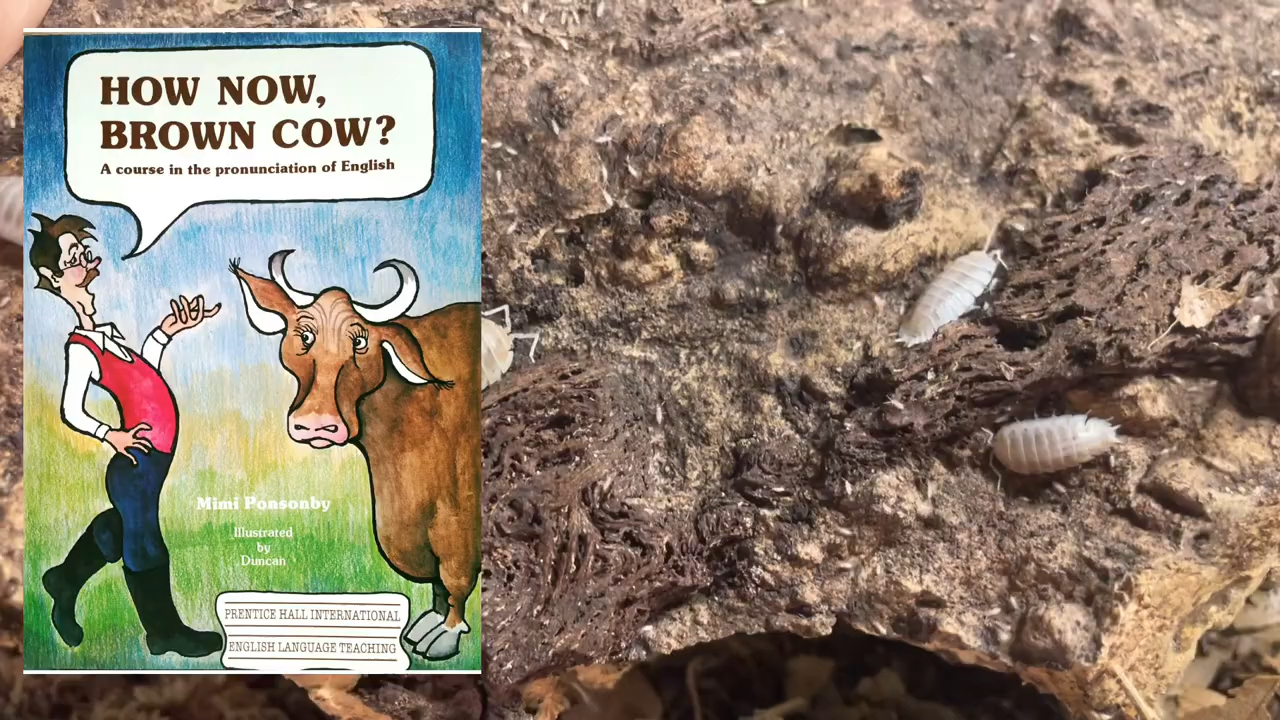 HOW NOW,
BROWN COW?
A course in the pronunciation of English
Mimi Ponsonby
Illustrated
by
Duncan
PRENTICE HALL INTERNATIONAL
ENGLISH LANGUAGE TEACHING